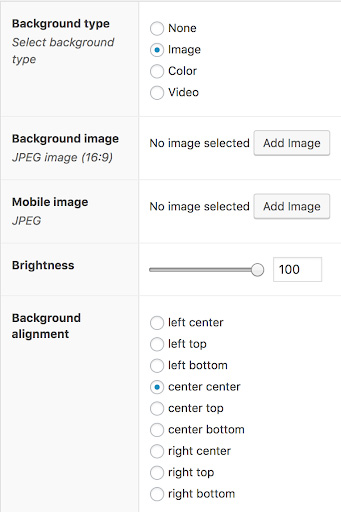 Background type
Select background
type
None
Image
Color
Video
Background image
JPEG image (16:9)
No image selected Add Image
Mobile image
JPEG
No image selected Add Image
Brightness
100
Background
alignment
left center
left top
left bottom
center center
center top
center bottom
right center
right top
right bottom